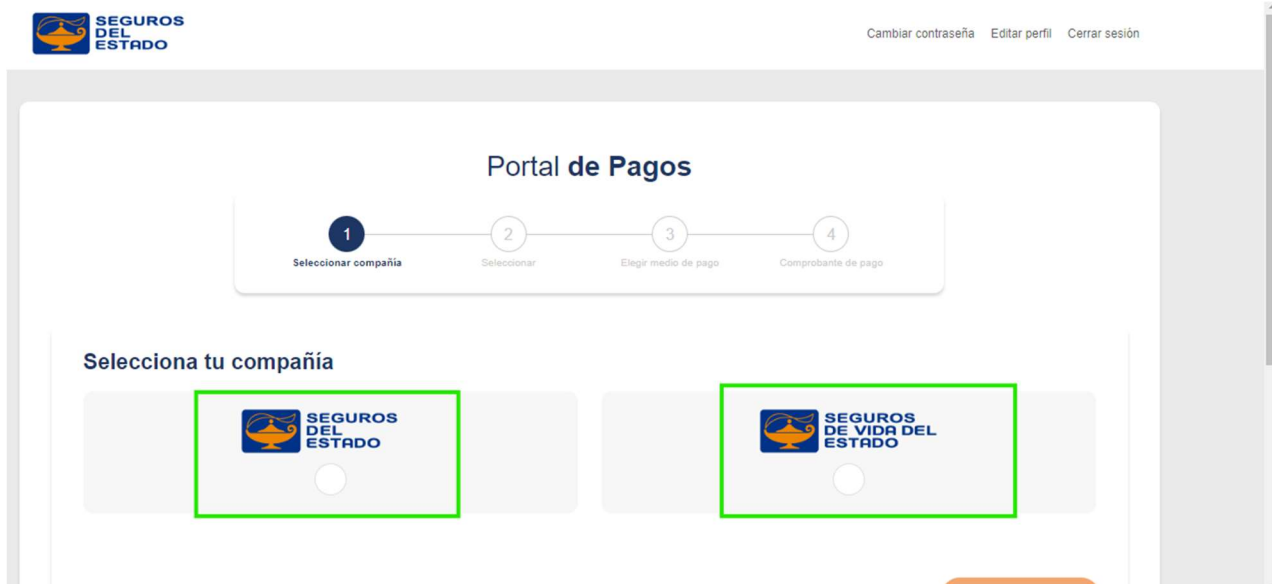 SEGUROS
DEL
ESTADO
Cambiar contraseña Editar perfil Cerrar sesión
Portal de Pagos
1 2 3 4
Seleccionar compañía Seleccionar Elegir medio de pago Comprobante de pago
Selecciona tu compañía
SEGUROS
DEL
ESTADO
SEGUROS
DE VIDA DEL
ESTADO